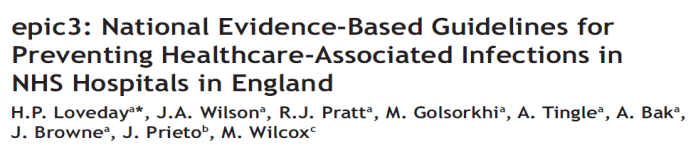 epic3: National Evidence-Based Guidelines for
Preventing Healthcare-Associated Infections in
NHS Hospitals in England
H.P. Lovedayᵃ*, J.A. Wilsonᵃ, R.J. Prattᵃ, M. Golsorkhiᵃ, A. Tingleᵃ, A. Bakᵃ,
J. Browneᵃ, J. Prietoᵇ, M. Wilcoxᶜ